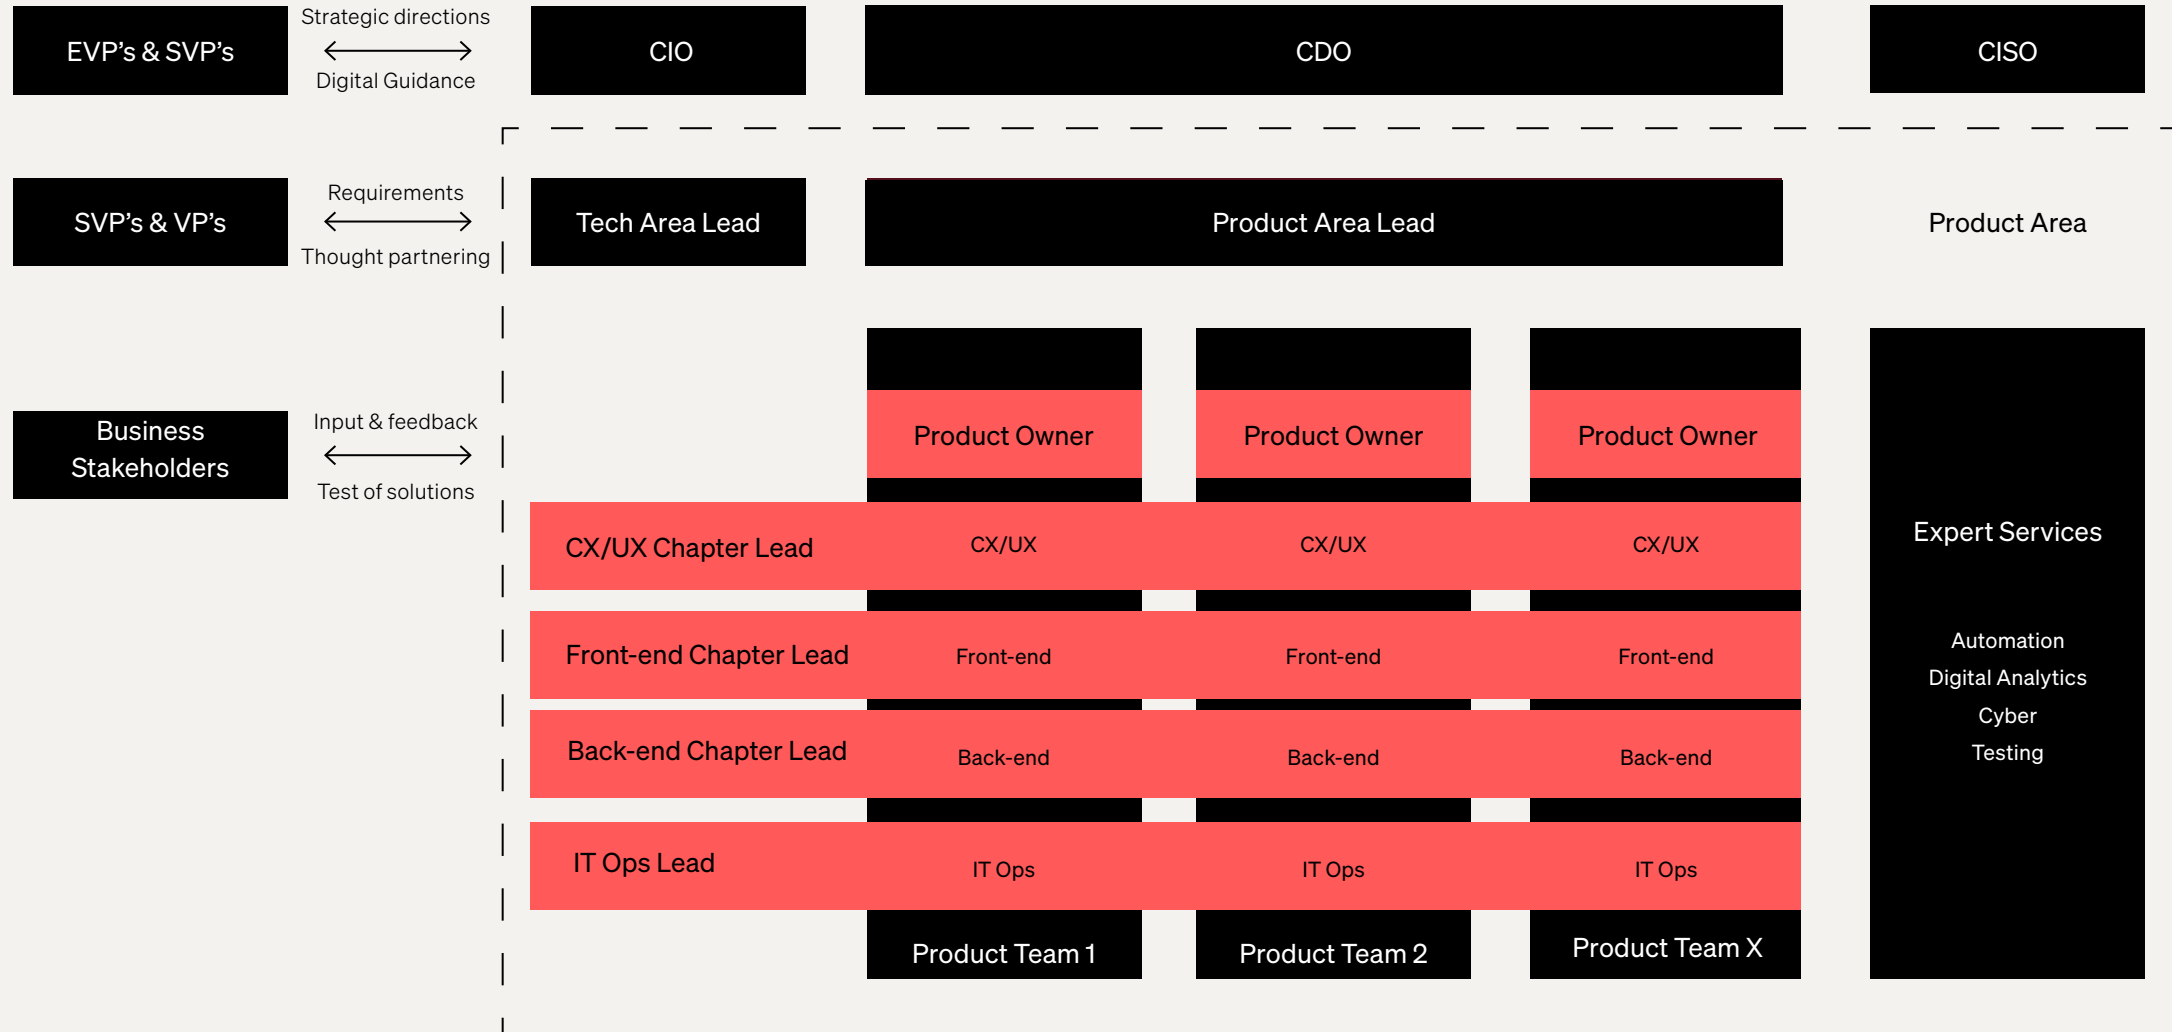 EVP's & SVP's
Strategic directions
Digital Guidance
CIO
CDO
CISO
SVP's & VP's
Requirements
Thought partnering
Tech Area Lead
Product Area Lead
Product Area
Business
Stakeholders
Input & feedback
Test of solutions
Product Owner
Product Owner
Product Owner
CX/UX Chapter Lead
CX/UX
CX/UX
CX/UX
Front-end Chapter Lead
Front-end
Front-end
Front-end
Back-end Chapter Lead
Back-end
Back-end
Back-end
IT Ops Lead
IT Ops
IT Ops
IT Ops
Product Team 1
Product Team 2
Product Team X
Expert Services
Automation
Digital Analytics
Cyber
Testing